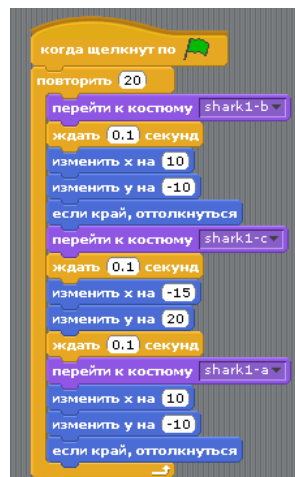 когда щелкнут по
повторить 20
перейти к костюму shark1-b
ждать 0.1 секунд
изменить х на 10
изменить у на -10
если край, оттолкнуться
перейти к костюму shark1-c
ждать 0.1 секунд
изменить х на -15
изменить у на 20
ждать 0.1 секунд
перейти к костюму shark1-a
изменить х на 10
изменить у на -10
если край, оттолкнуться